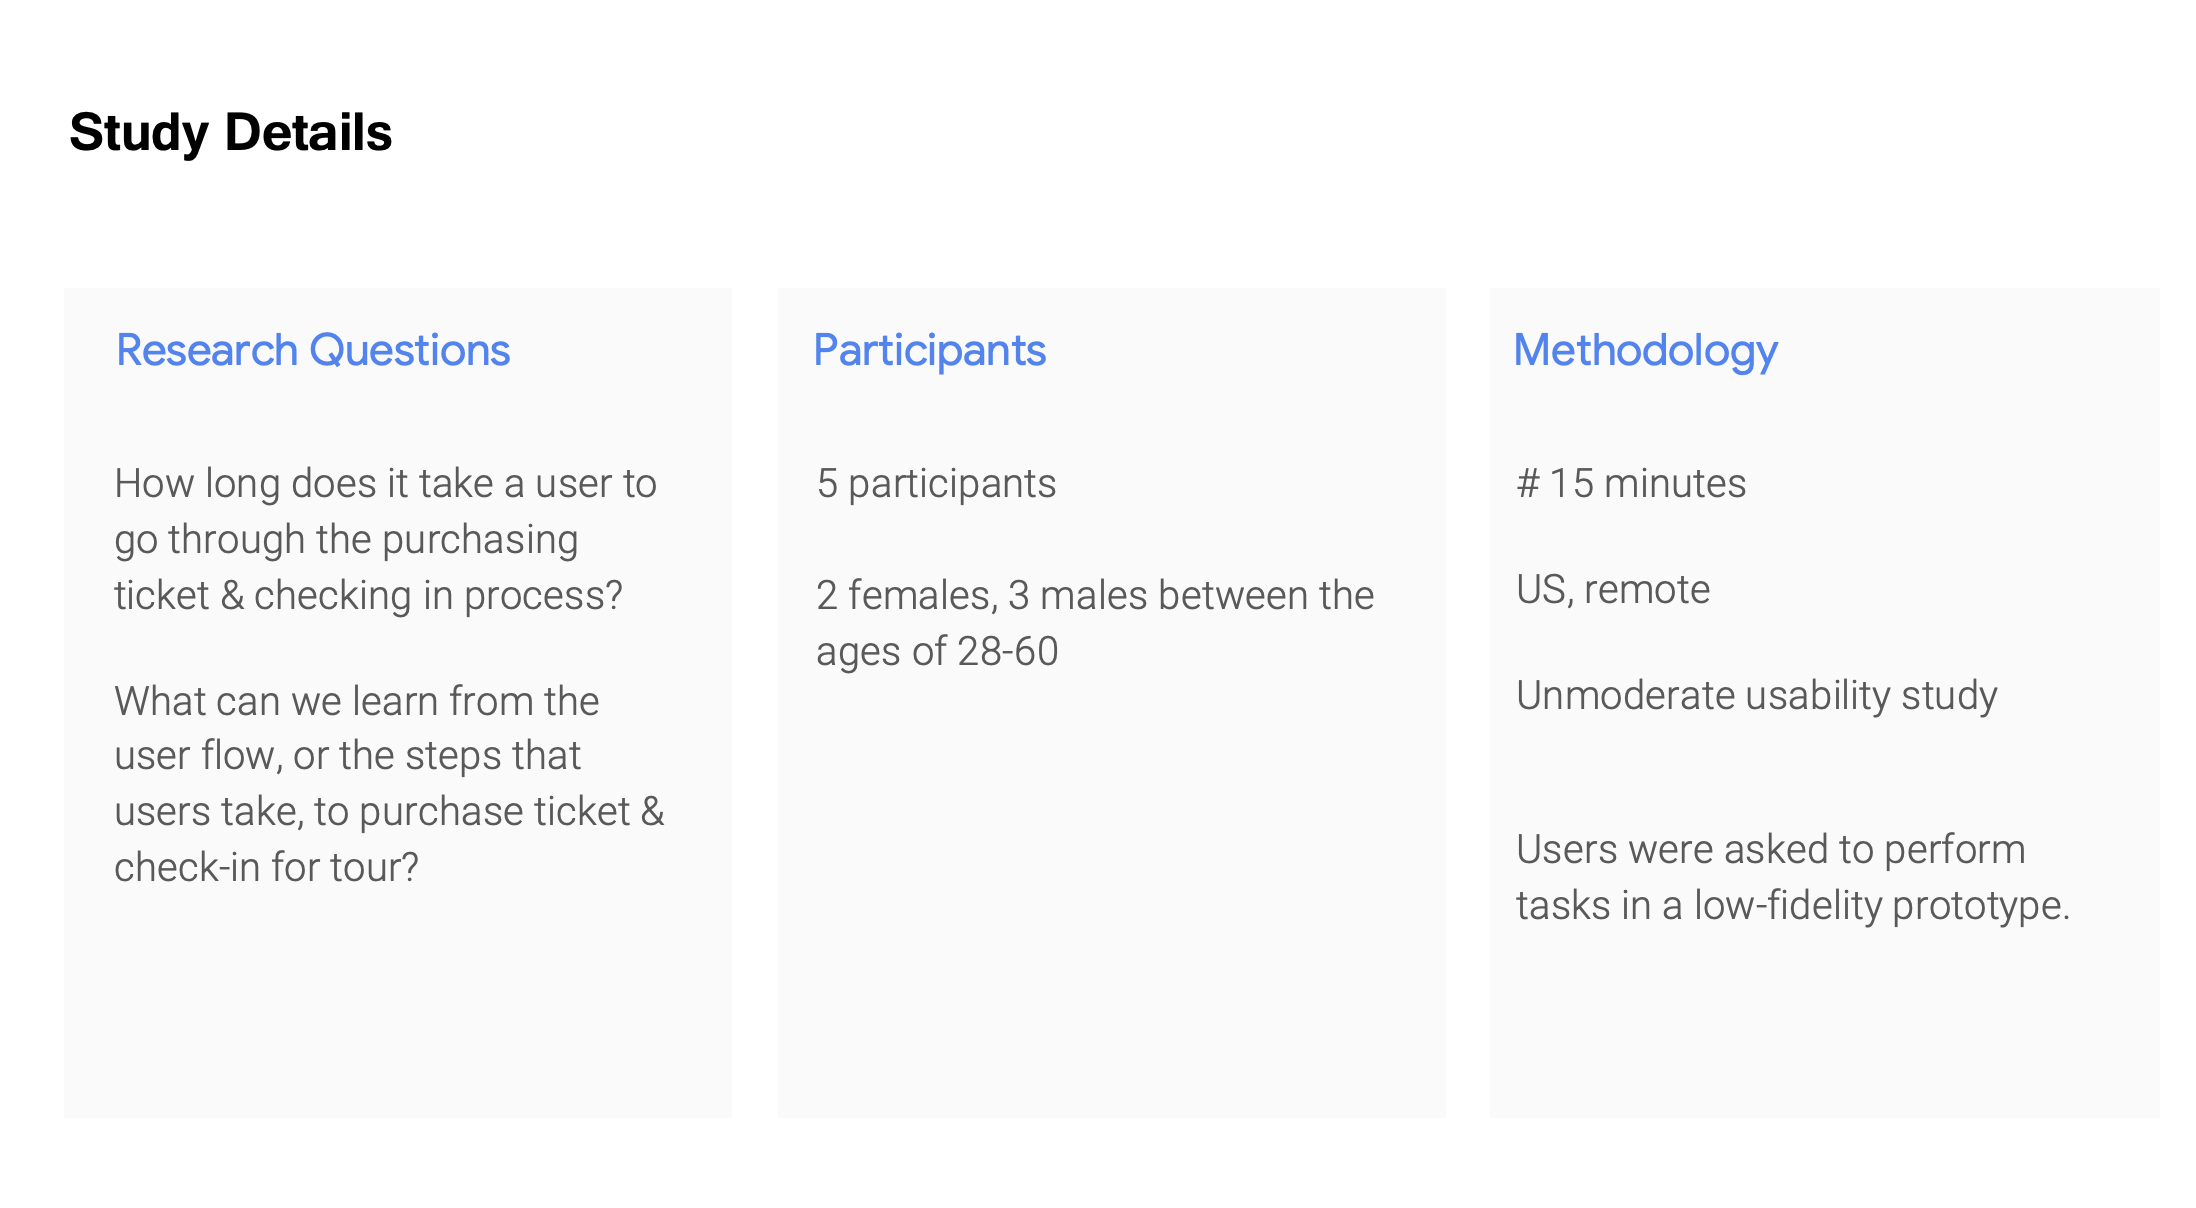 Study Details
Research Questions
How long does it take a user to
go through the purchasing
ticket & checking in process?
What can we learn from the
user flow, or the steps that
users take, to purchase ticket &
check-in for tour?
Participants
5 participants
2 females, 3 males between the
ages of 28-60
Methodology
# 15 minutes
US, remote
Unmoderate usability study
Users were asked to perform
tasks in a low-fidelity prototype.